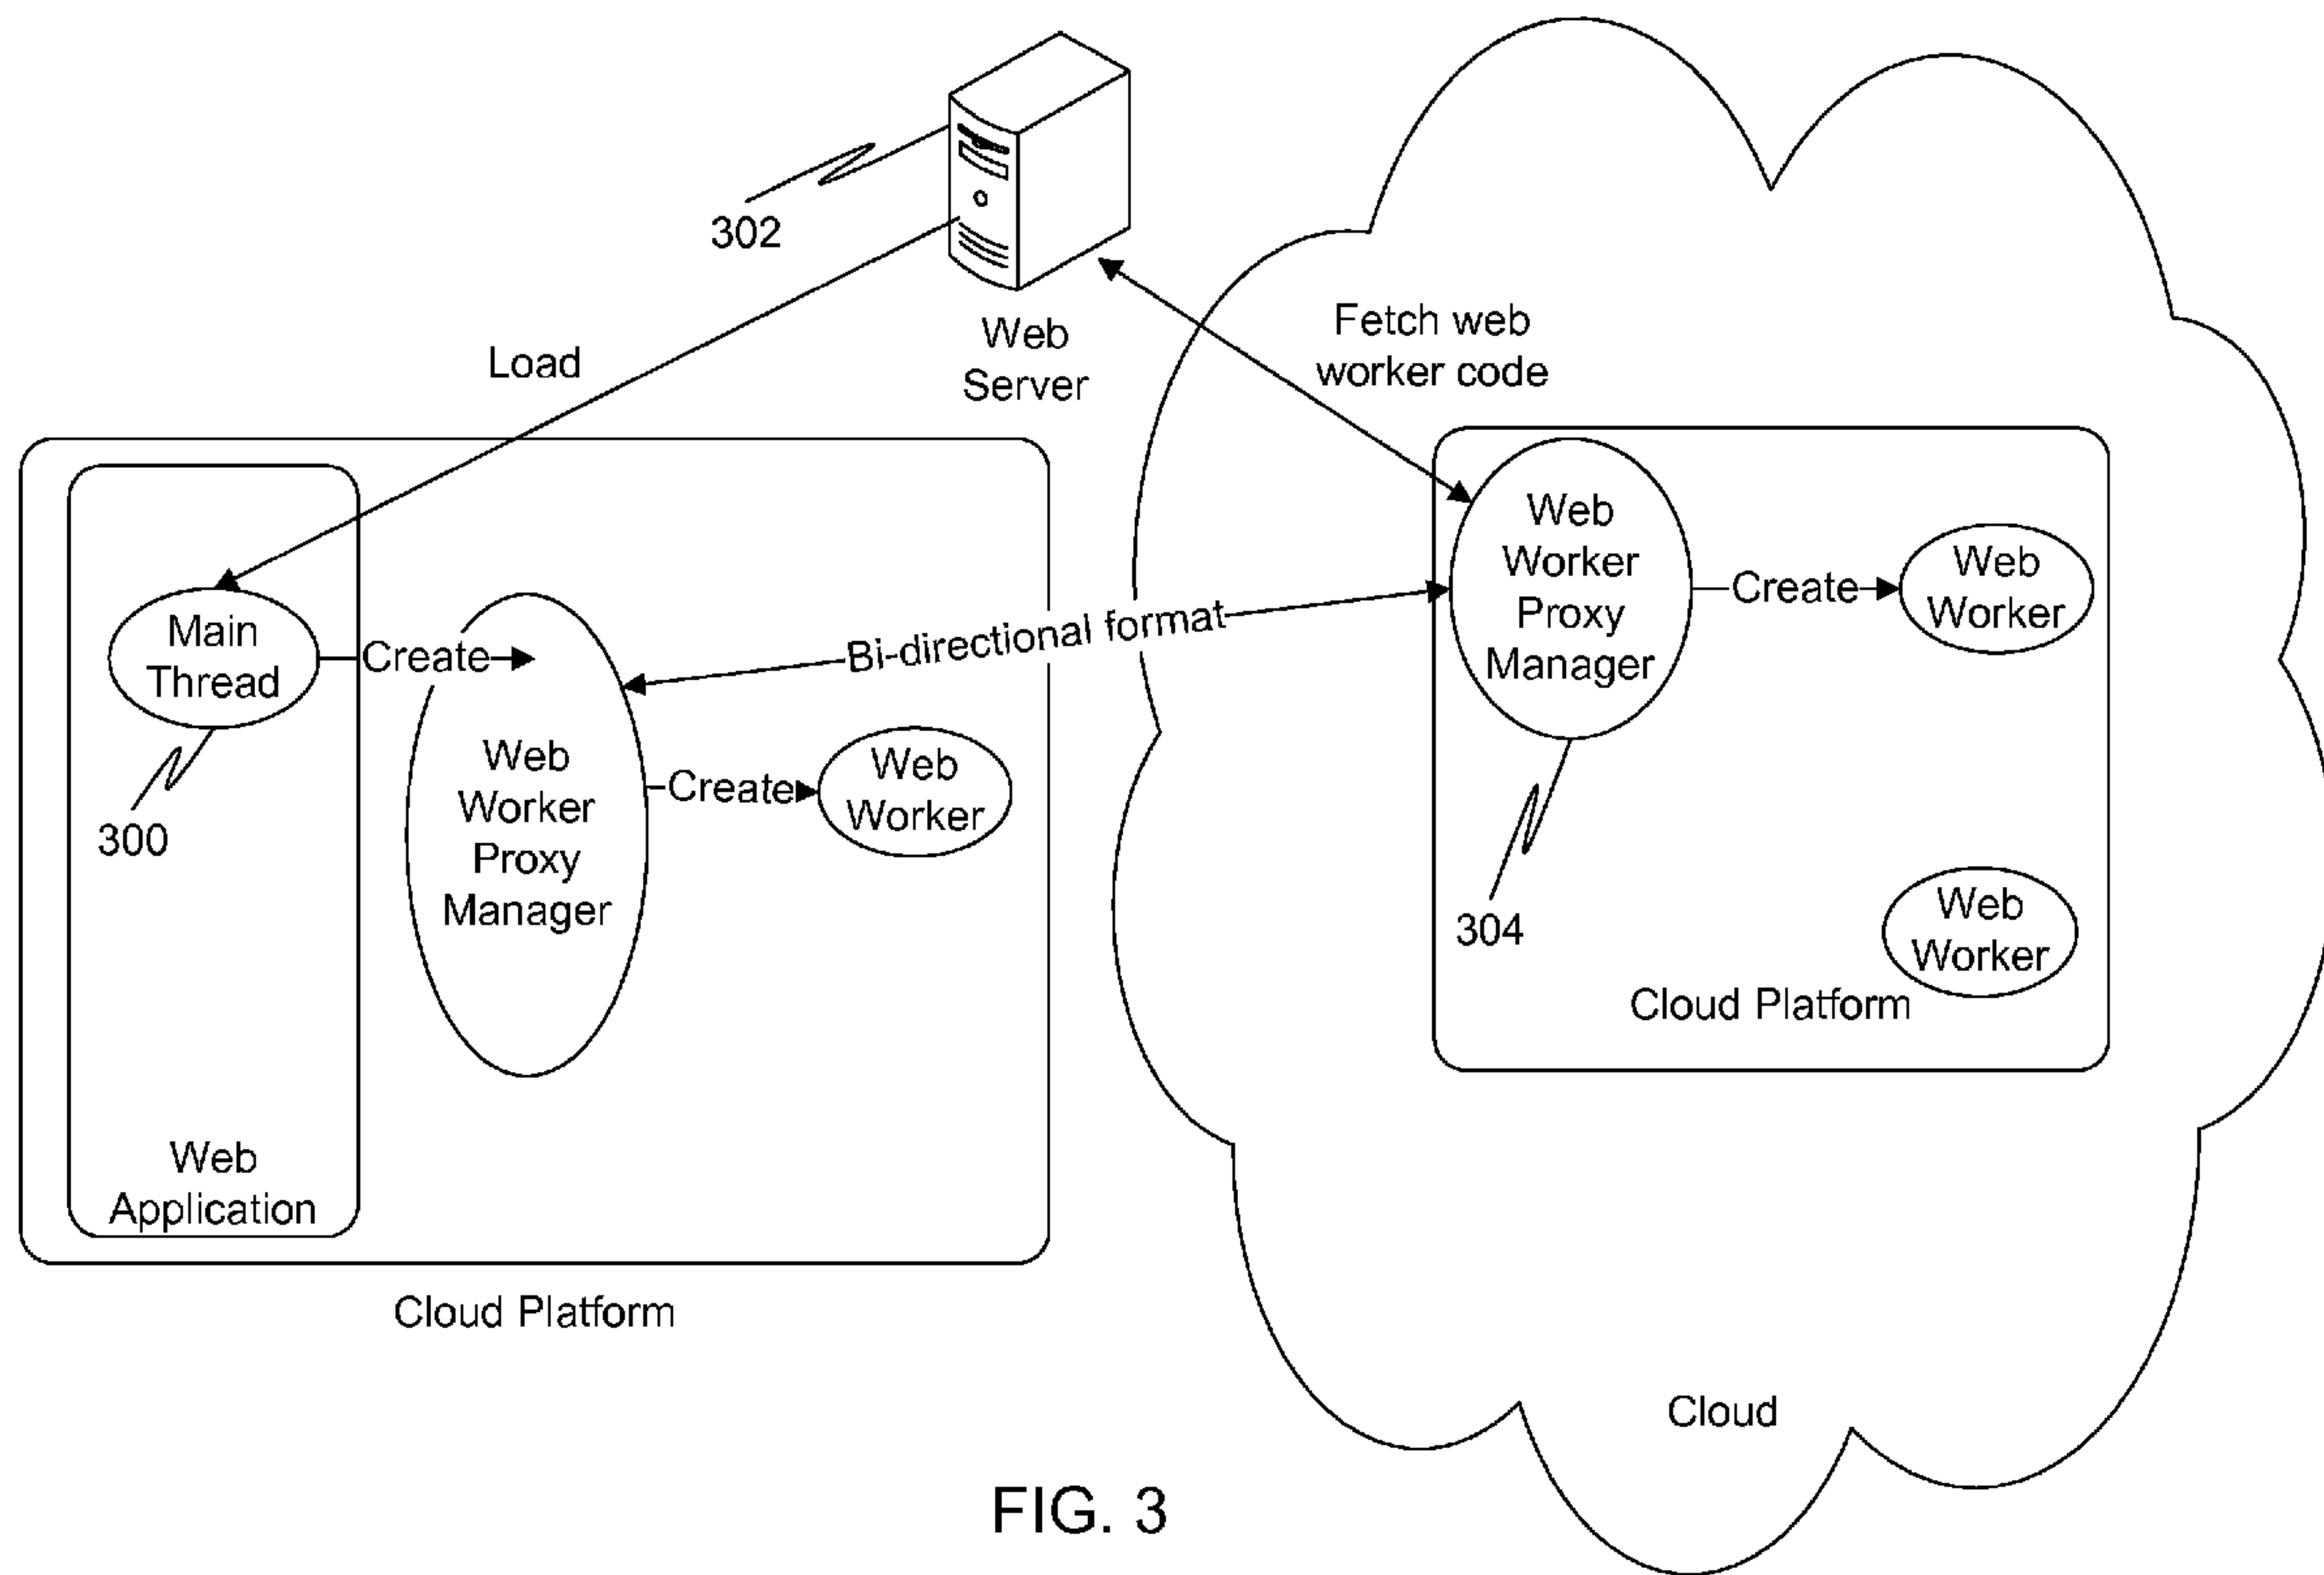 302
Web
Server
Load
Fetch web
worker code
Main
Thread
Create
300
Web
Worker
Proxy
Manager
Create
Web
Worker
Web
Application
Cloud Platform
Bi-directional format
Web
Worker
Proxy
Manager
Create
Web
Worker
304
Web
Worker
Cloud Platform
Cloud
FIG. 3